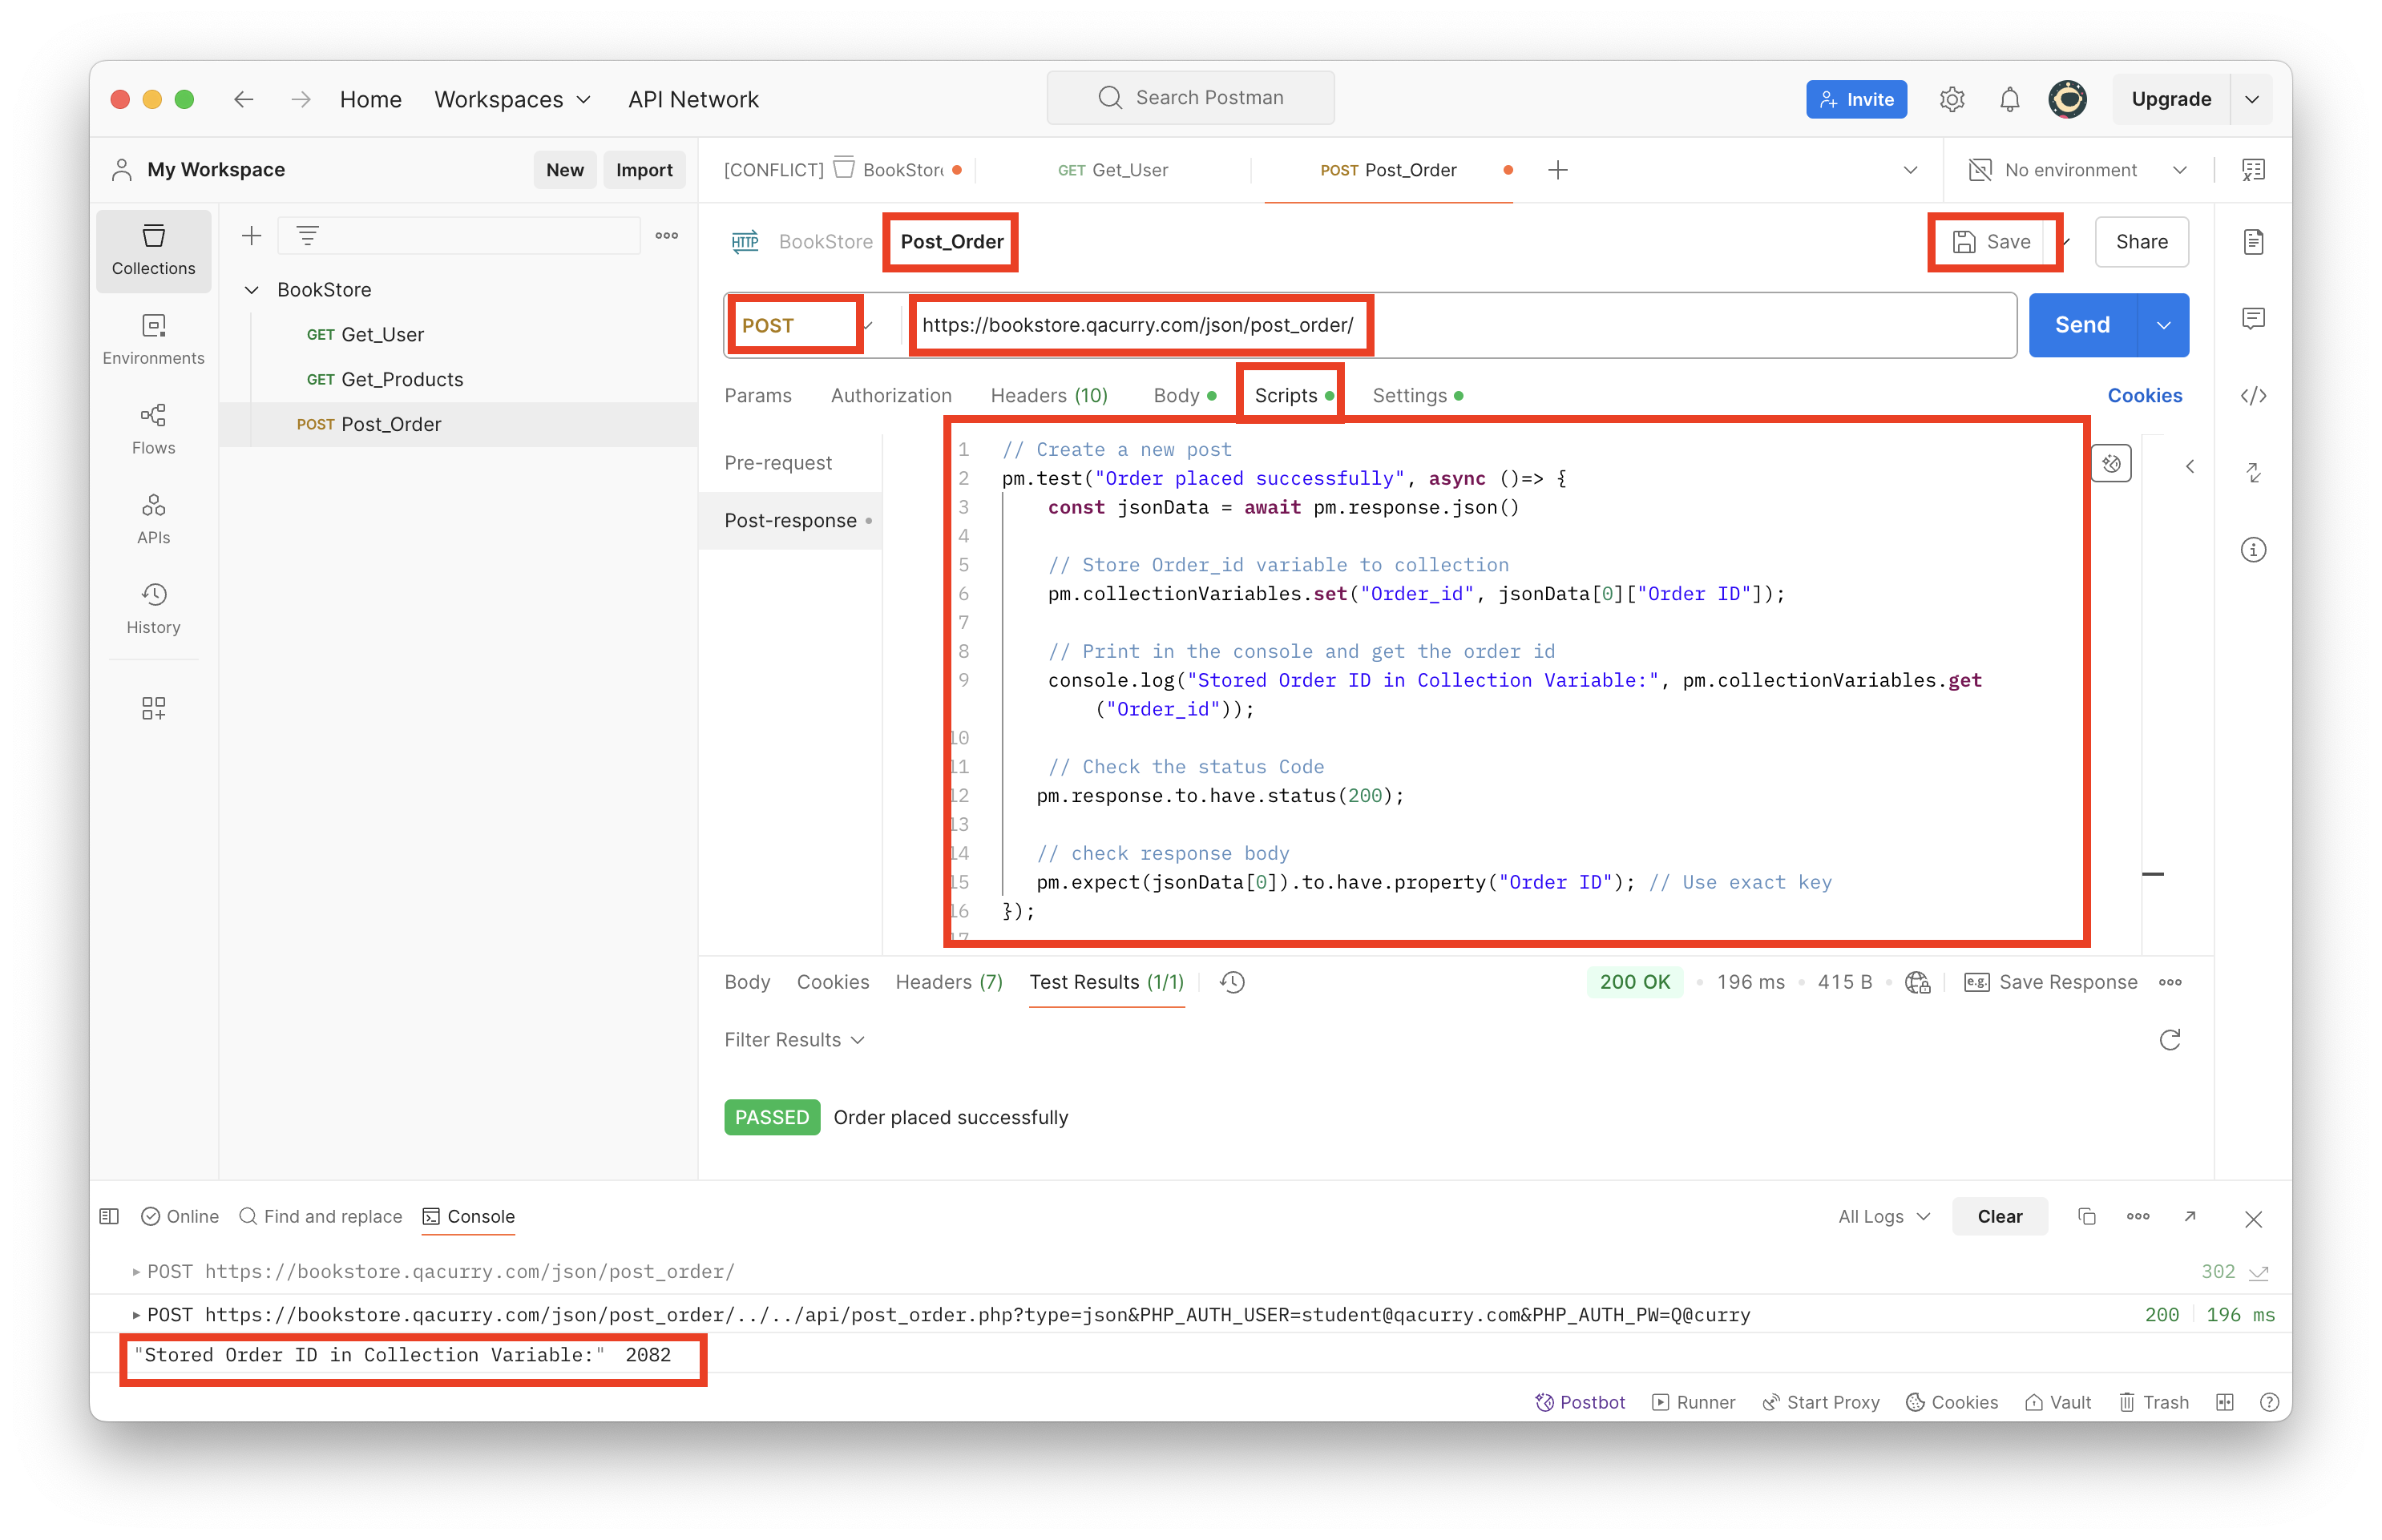 Home Workspaces API Network Search Postman Invite Upgrade
My Workspace New Import [CONFLICT] BookStore GET Get_User POST Post_Order No environment
Collections
Environments
Flows
APIs
History
BookStore
GET Get_User
GET Get_Products
POST Post_Order
HTTP BookStore Post_Order Save Share
POST https://bookstore.qacurry.com/json/post_order/ Send
Params Authorization Headers (10) Body Scripts Settings Cookies
Pre-request
Post-response
1 // Create a new post
2 pm.test("Order placed successfully", async ()=> {
3 const jsonData = await pm.response.json()
4
5 // Store Order_id variable to collection
6 pm.collectionVariables.set("Order_id", jsonData[0]["Order ID"]);
7
8 // Print in the console and get the order id
9 console.log("Stored Order ID in Collection Variable:", pm.collectionVariables.get
("Order_id"));
10
11 // Check the status Code
12 pm.response.to.have.status(200);
13
14 // check response body
15 pm.expect(jsonData[0]).to.have.property("Order ID"); // Use exact key
16 });
17
Body Cookies Headers (7) Test Results (1/1) 200 OK • 196 ms • 415 B • e.g. Save Response
Filter Results
PASSED Order placed successfully
Online Find and replace Console All Logs Clear
POST https://bookstore.qacurry.com/json/post_order/ 302
POST https://bookstore.qacurry.com/json/post_order/../../api/post_order.php?type=json&PHP_AUTH_USER=student@qacurry.com&PHP_AUTH_PW=Q@curry 200 196 ms
"Stored Order ID in Collection Variable:" 2082
Postbot Runner Start Proxy Cookies Vault Trash